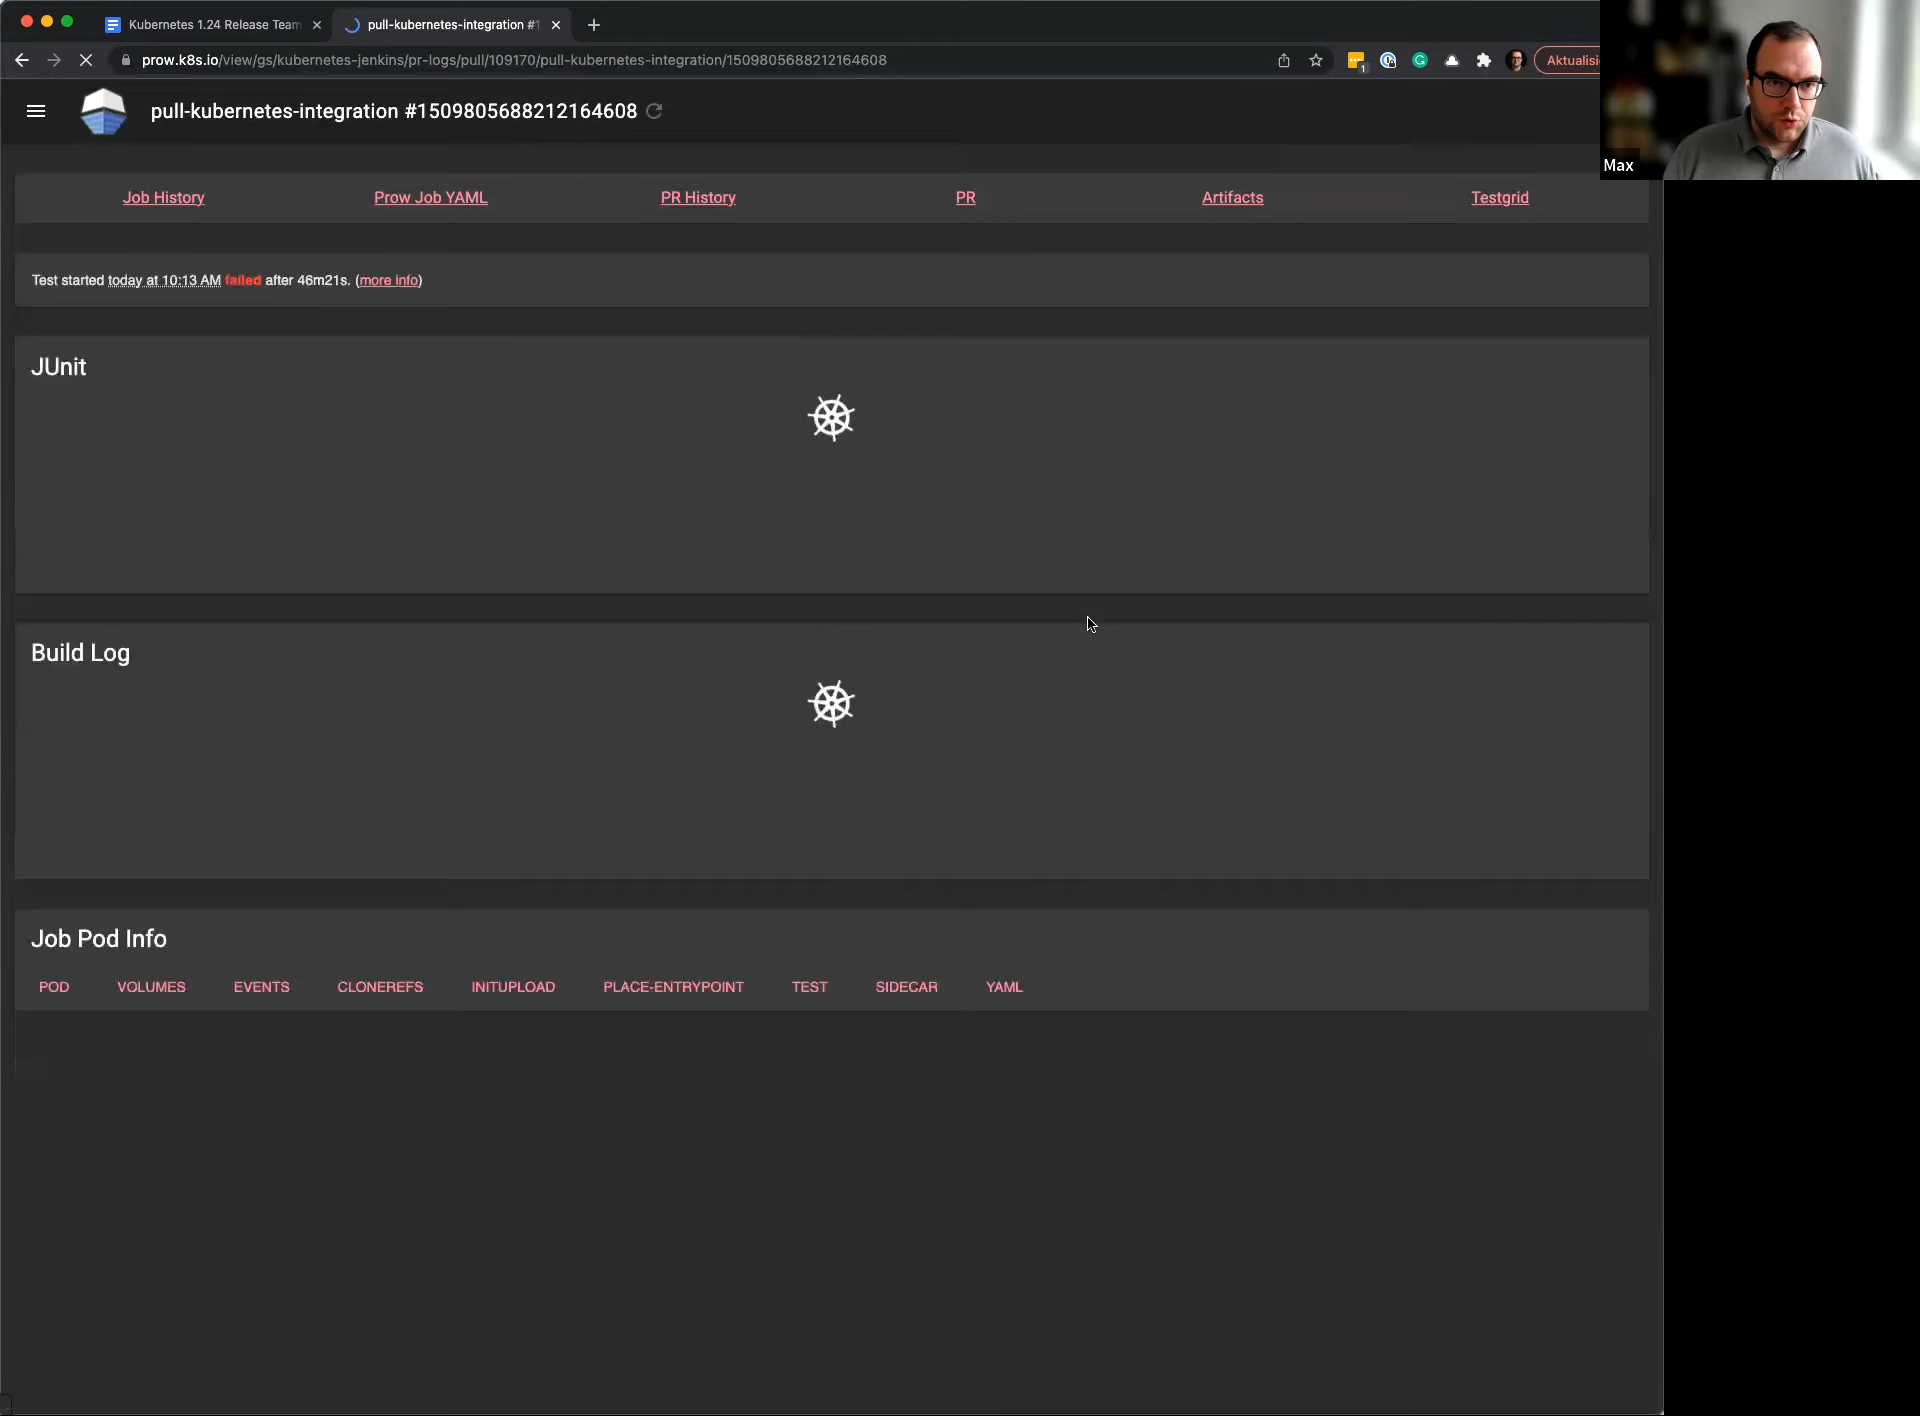 Kubernetes 1.24 Release Team
pull-kubernetes-integration #1
prow.k8s.io/view/gs/kubernetes-jenkins/pr-logs/pull/109170/pull-kubernetes-integration/1509805688212164608
1
G
Aktualisi
pull-kubernetes-integration #1509805688212164608
Max
Job History
Prow Job YAML
PR History
PR
Artifacts
Testgrid
Test started today at 10:13 AM failed after 46m21s. (more info)
JUnit
Build Log
Job Pod Info
POD
VOLUMES
EVENTS
CLONEREFS
INITUPLOAD
PLACE-ENTRYPOINT
TEST
SIDECAR
YAML